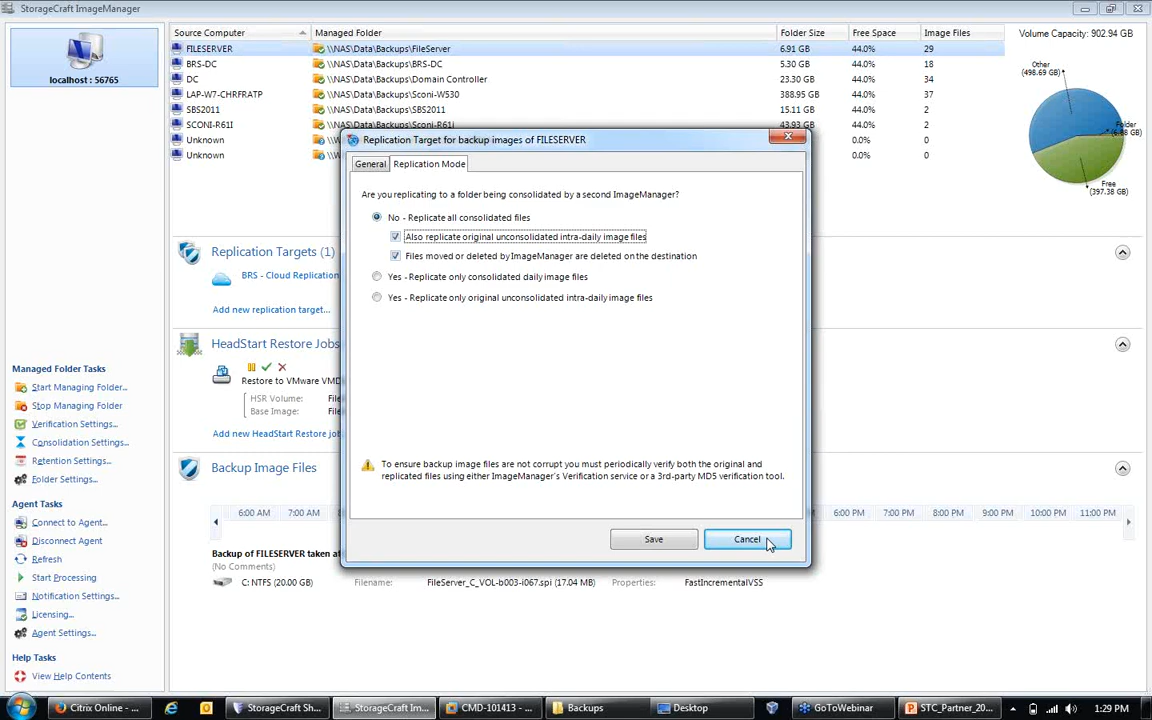 StorageCraft ImageManager
localhost : 56765
Source Computer Managed Folder Folder Size Free Space Image Files
FILESERVER \\NAS\Data\Backups\FileServer 6.91 GB 44.0% 29
BRS-DC \\NAS\Data\Backups\BRS-DC 5.30 GB 44.0% 18
DC \\NAS\Data\Backups\Domain Controller 23.30 GB 44.0% 34
LAP-W7-CHRFRATP \\NAS\Data\Backups\Sconi-W530 388.95 GB 44.0% 37
SBS2011 \\NAS\Data\Backups\SBS2011 15.11 GB 44.0% 2
SCONI-R61I \\NAS\Data\Backups\Sconi-R61i 43.93 GB 44.0% 2
Unknown 0.0% 0
Unknown 0.0% 0
Volume Capacity: 902.94 GB
Other
(498.69 GB)
Folder
Free
(397.38 GB)
Replication Target for backup images of FILESERVER
General Replication Mode
Are you replicating to a folder being consolidated by a second ImageManager?
No - Replicate all consolidated files
Also replicate original unconsolidated intra-daily image files
Files moved or deleted by ImageManager are deleted on the destination
Yes - Replicate only consolidated daily image files
Yes - Replicate only original unconsolidated intra-daily image files
To ensure backup image files are not corrupt you must periodically verify both the original and
replicated files using either ImageManager's Verification service or a 3rd-party MD5 verification tool.
Save Cancel
Replication Targets (1)
BRS - Cloud Replication
Add new replication target...
HeadStart Restore Jobs
Restore to VMware VMD
HSR Volume: File
Base Image: File
Add new HeadStart Restore job
Backup Image Files
6:00 AM 7:00 AM 6:00 PM 7:00 PM 8:00 PM 9:00 PM 10:00 PM 11:00 PM
Backup of FILESERVER taken at
(No Comments)
C: NTFS (20.00 GB) Filename: FileServer_C_VOL-b003-i067.spi (17.04 MB) Properties: FastIncrementalVSS
Managed Folder Tasks
Start Managing Folder...
Stop Managing Folder
Verification Settings...
Consolidation Settings...
Retention Settings...
Folder Settings...
Agent Tasks
Connect to Agent...
Disconnect Agent
Refresh
Start Processing
Notification Settings...
Licensing...
Agent Settings...
Help Tasks
View Help Contents
Citrix Online - ... StorageCraft Sh... StorageCraft Im... CMD-101413 - ... Backups Desktop GoToWebinar STC_Partner_20... 1:29 PM